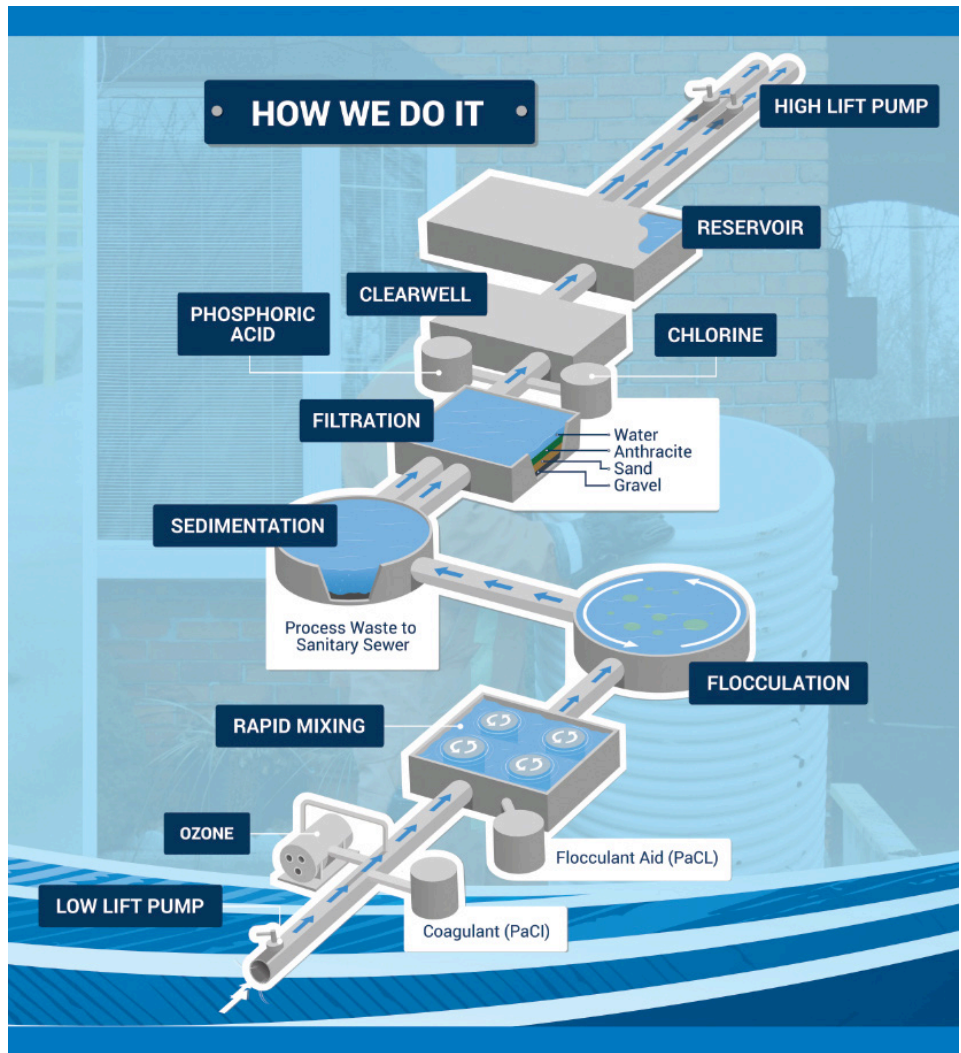 HOW WE DO IT
HIGH LIFT PUMP
RESERVOIR
CLEARWELL
PHOSPHORIC
ACID
CHLORINE
FILTRATION
Water
Anthracite
Sand
Gravel
SEDIMENTATION
Process Waste to
Sanitary Sewer
FLOCCULATION
RAPID MIXING
OZONE
Flocculant Aid (PaCL)
LOW LIFT PUMP
Coagulant (PaCl)